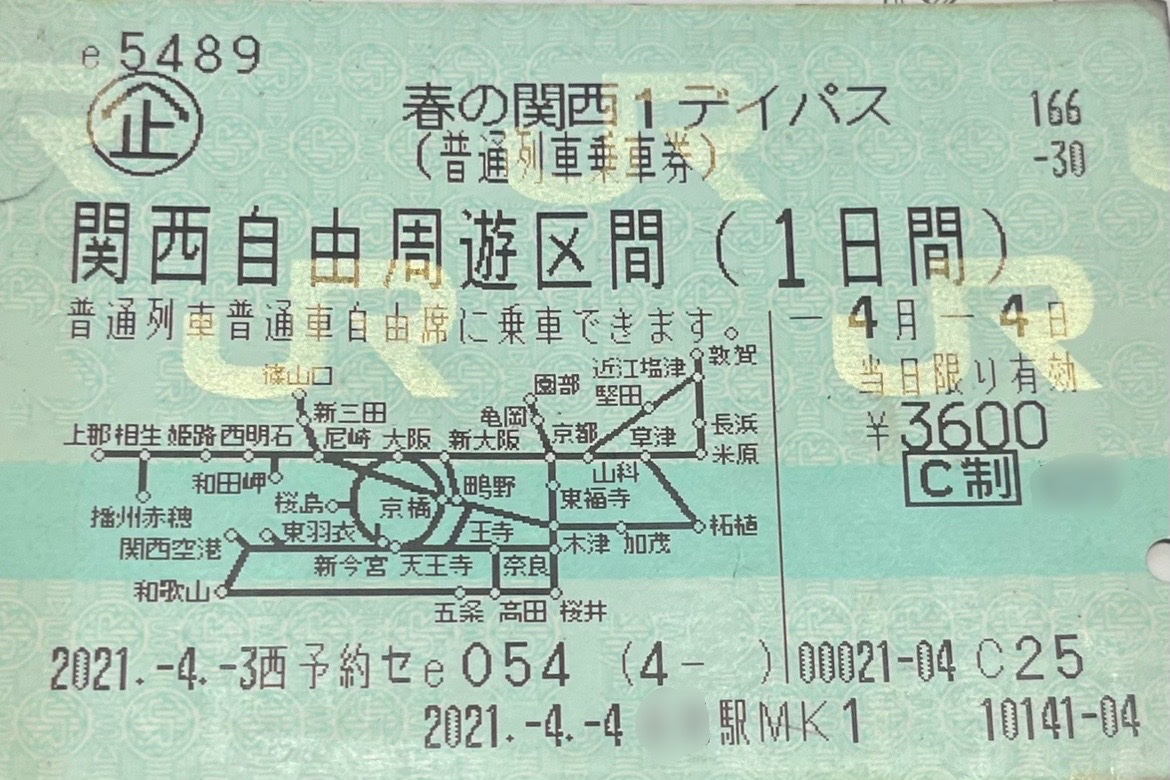 e5489
企
春の関西1デイパス
166
(普通列車乗車券)
-30
関西自由周遊区間(1日間)
普通列車普通車自由席に乗車できます。
-4月-4日
当日限り有効
¥3600
C制
敦賀
近江塩津
篠山口
園部
堅田
新三田
亀岡
長浜
上郡 相生 姫路 西明石
尼崎 大阪 新大阪 京都 草津
米原
和田岬
山科
鴫野
東福寺
桜島
京橋
播州赤穂
東羽衣
王寺
柘植
関西空港
木津 加茂
新今宮 天王寺
奈良
和歌山
五条 高田 桜井
2021.-4.-3西予約セe054 (4- )
00021-04 C25
2021.-4.-4
駅MK1
10141-04
JR
JR
JR